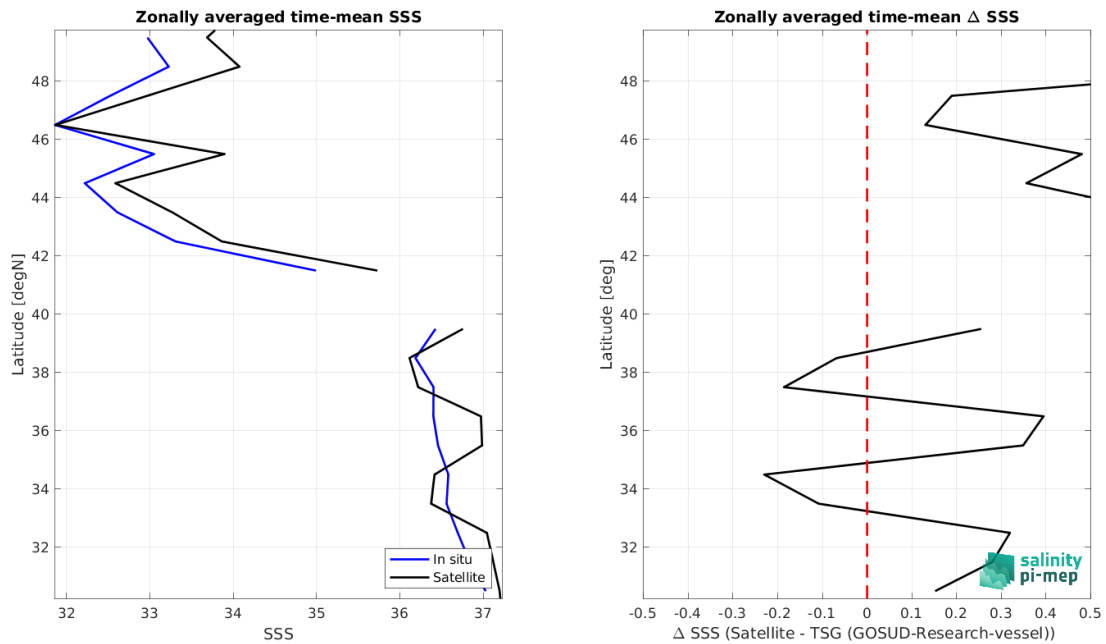 Zonally averaged time-mean SSS
48
46
44
42
40
38
36
34
32
Latitude [degN]
32 33 34 35 36 37
SSS
In situ
Satellite
Zonally averaged time-mean Δ SSS
48
46
44
42
40
38
36
34
32
Latitude [deg]
-0.5 -0.4 -0.3 -0.2 -0.1 0 0.1 0.2 0.3 0.4 0.5
Δ SSS (Satellite - TSG (GOSUD-Research-vessel))
salinity
pi-mep